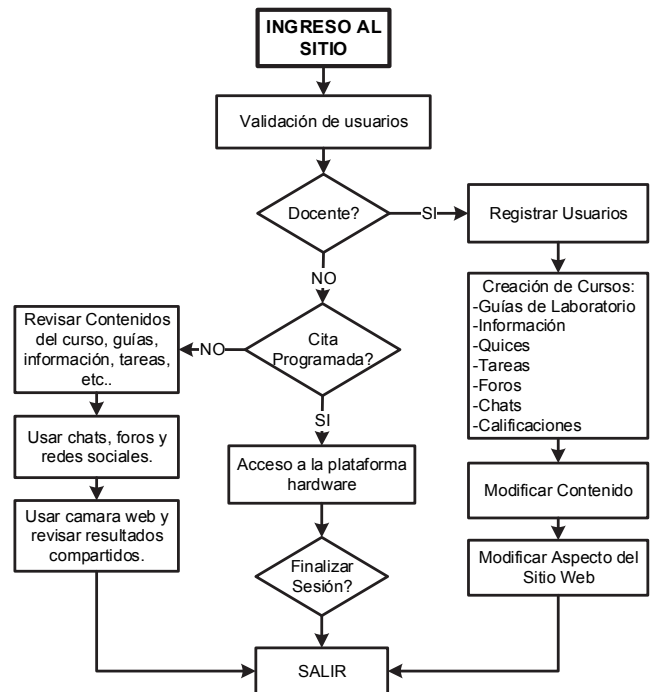 INGRESO AL
SITIO
Validación de usuarios
Docente?
SI
Registrar Usuarios
Creación de Cursos:
-Guías de Laboratorio
-Información
-Quices
-Tareas
-Foros
-Chats
-Calificaciones
Modificar Contenido
Modificar Aspecto del
Sitio Web
NO
Cita
Programada?
NO
Revisar Contenidos
del curso, guías,
información, tareas,
etc..
Usar chats, foros y
redes sociales.
Usar camara web y
revisar resultados
compartidos.
SI
Acceso a la plataforma
hardware
Finalizar
Sesión?
SALIR